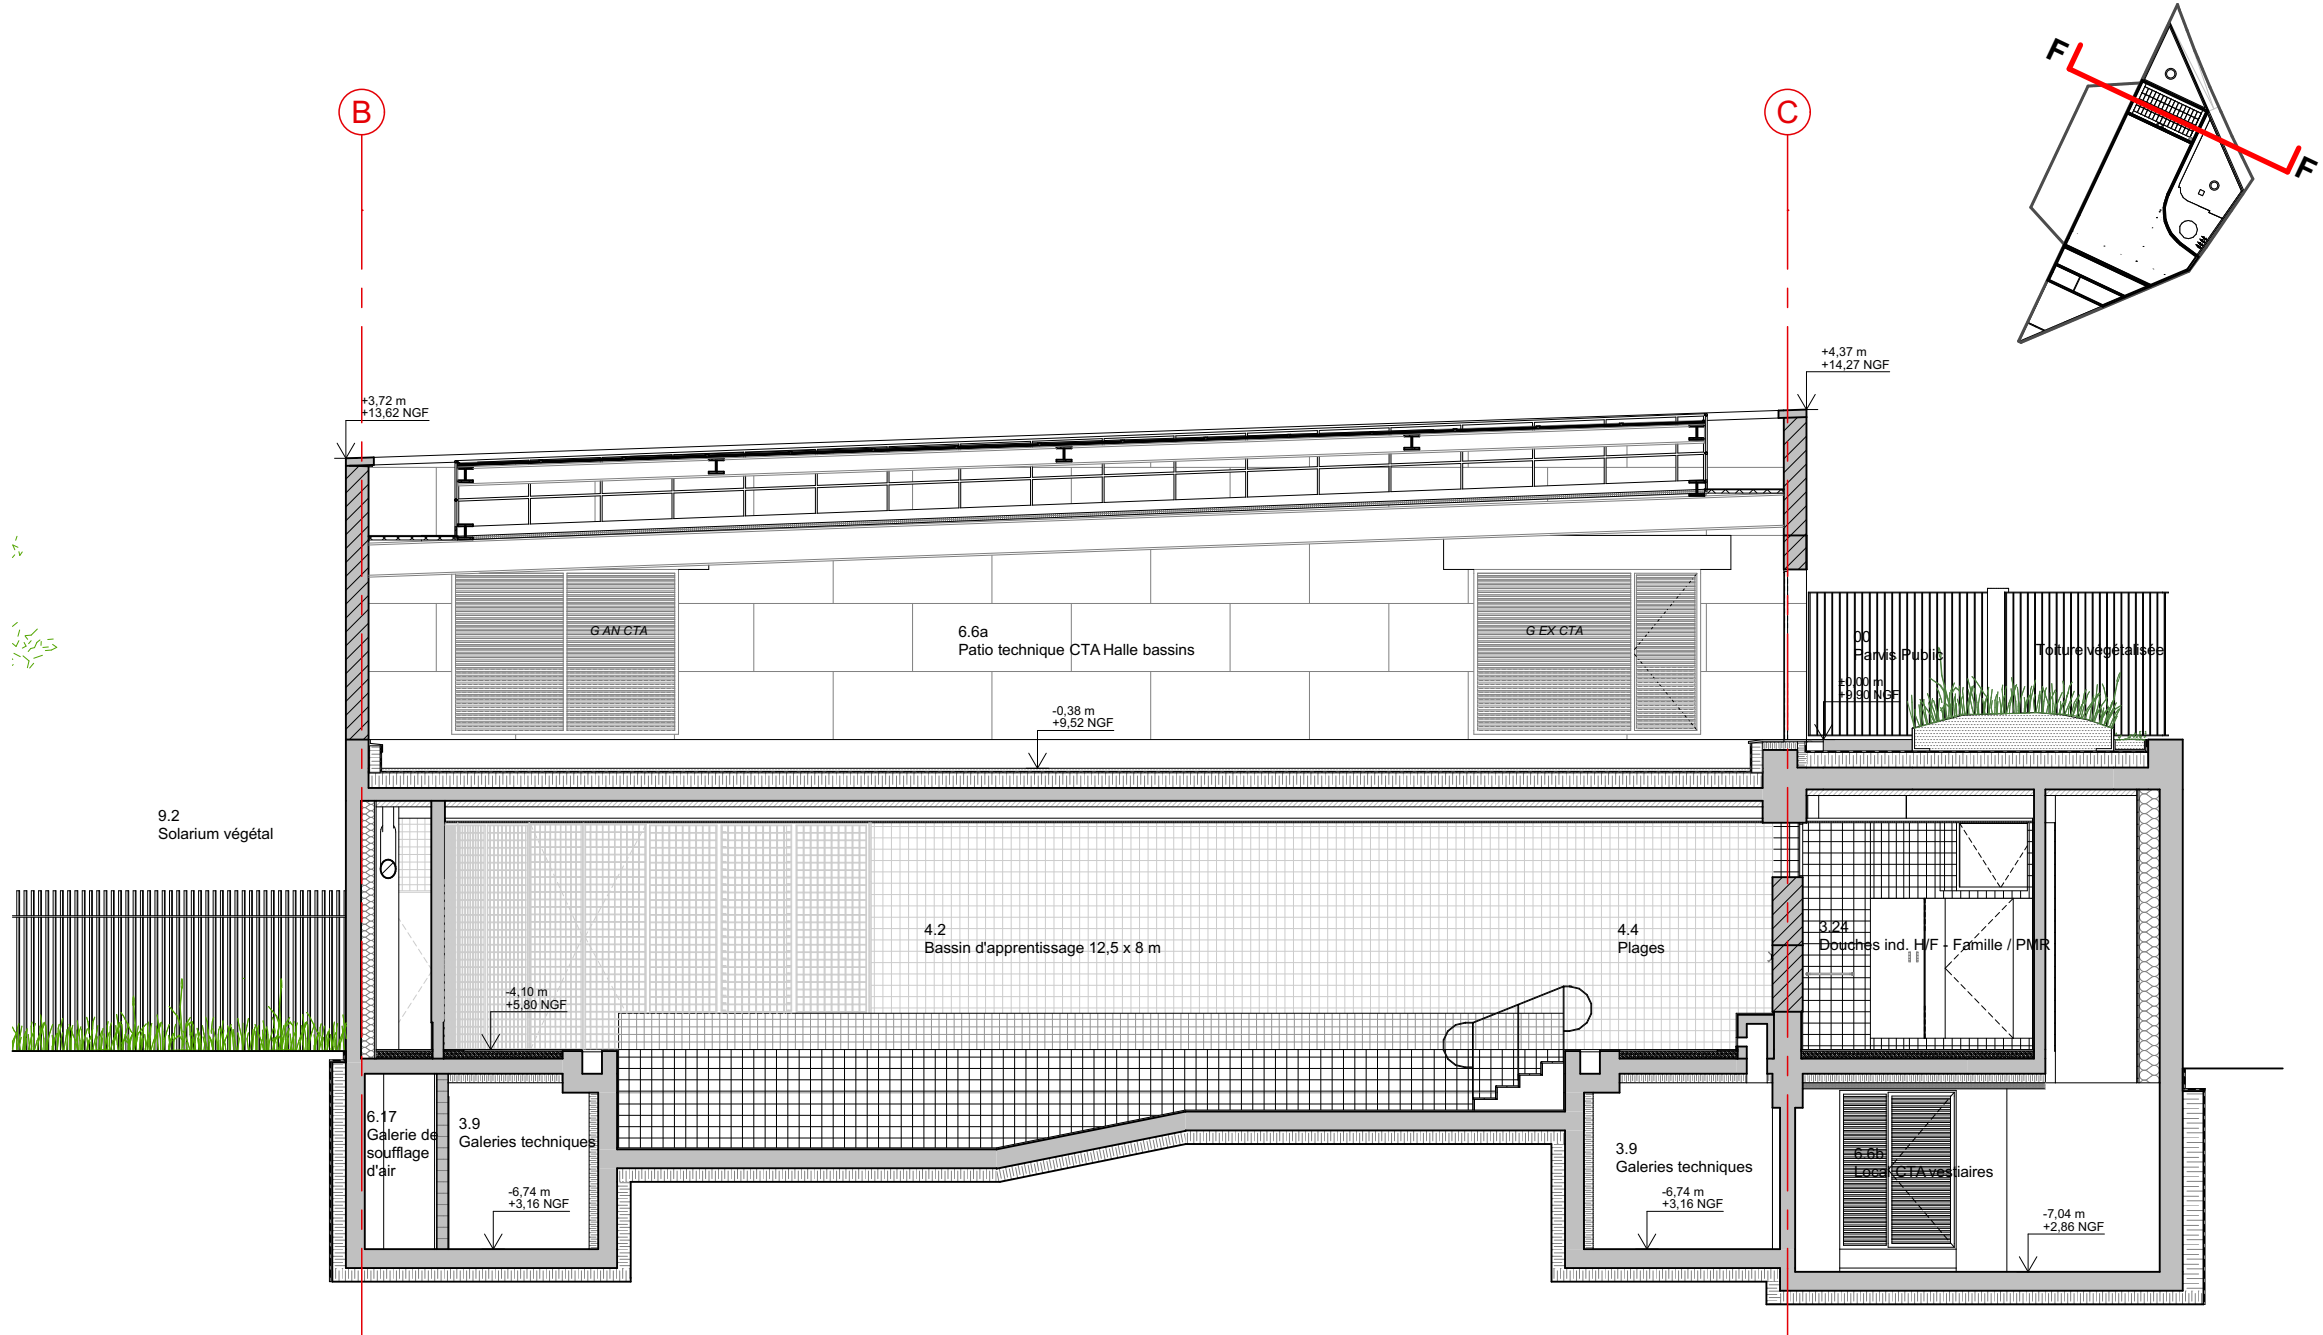 F
F
B
C
+4,37 m
+14,27 NGF
+3,72 m
+13,62 NGF
G AN CTA
6.6a
Patio technique CTA Halle bassins
G EX CTA
00
Parvis Public
Toiture végétalisée
±0,00 m
+9,90 NGF
-0,38 m
+9,52 NGF
9.2
Solarium végétal
4.2
Bassin d'apprentissage 12,5 x 8 m
4.4
Plages
3.24
Douches ind. H/F - Famille / PMR
-4,10 m
+5,80 NGF
6.17
Galerie de
soufflage
d'air
3.9
Galeries techniques
-6,74 m
+3,16 NGF
3.9
Galeries techniques
-6,74 m
+3,16 NGF
6.6b
Local CTA vestiaires
-7,04 m
+2,86 NGF